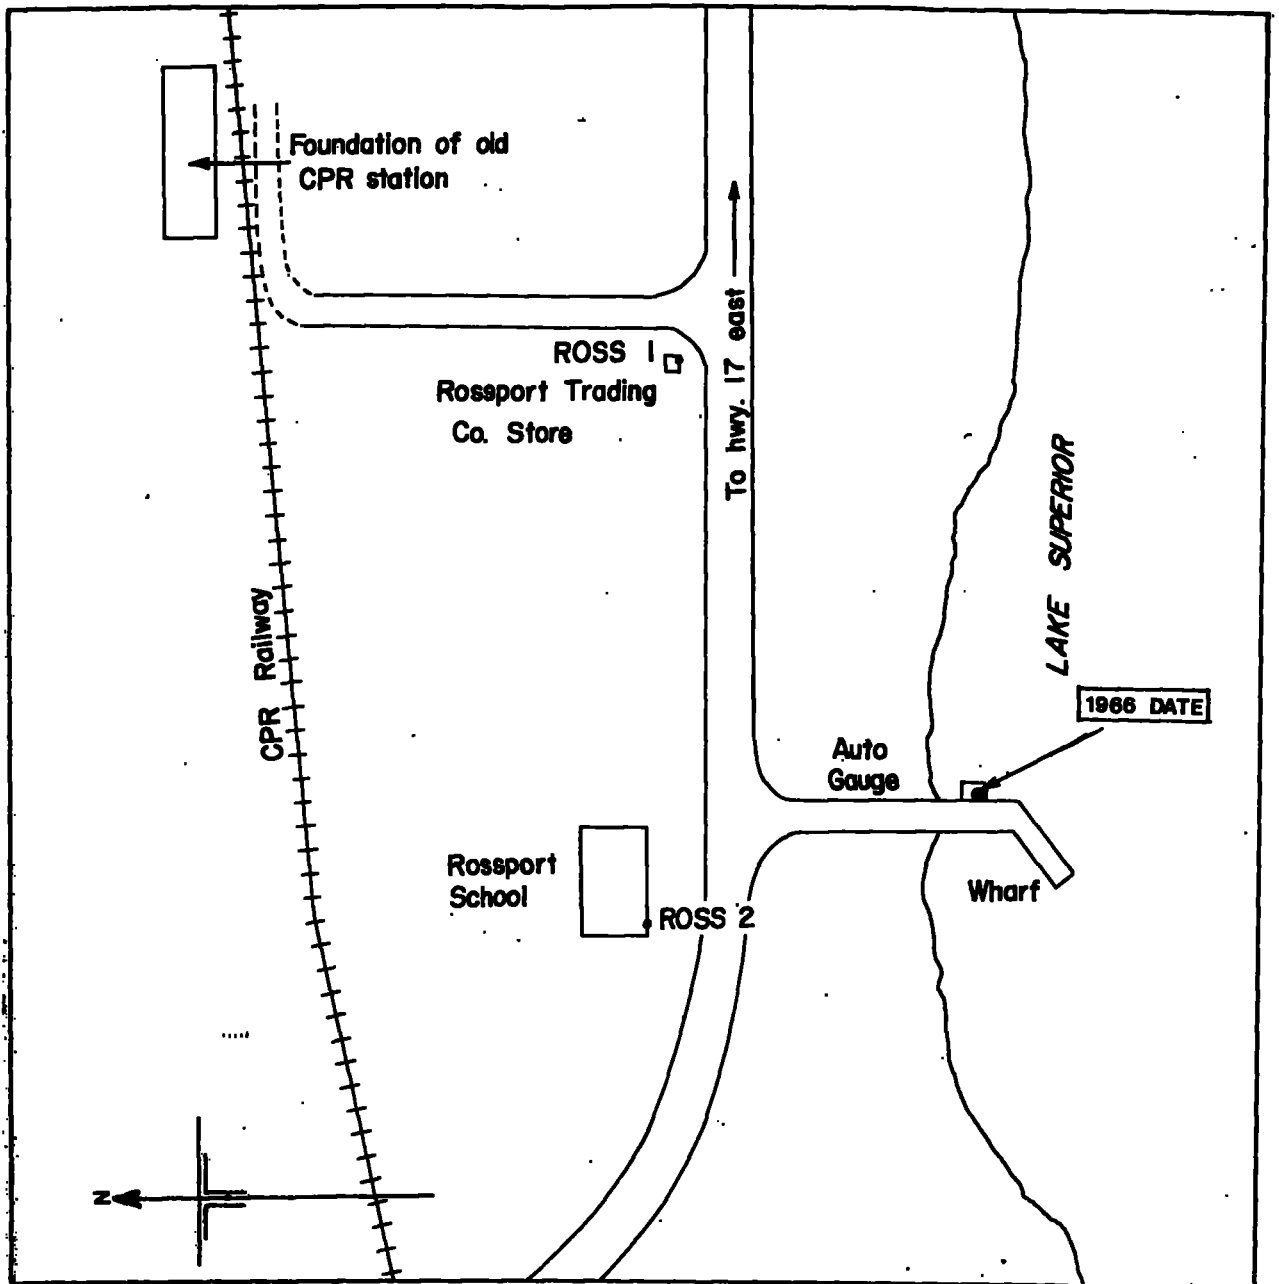 Foundation of old
CPR station
To hwy. 17 east
ROSS 1
Rossport Trading
Co. Store
LAKE SUPERIOR
CPR Railway
1966 DATE
Auto
Gauge
Rossport
School
Wharf
ROSS 2
N